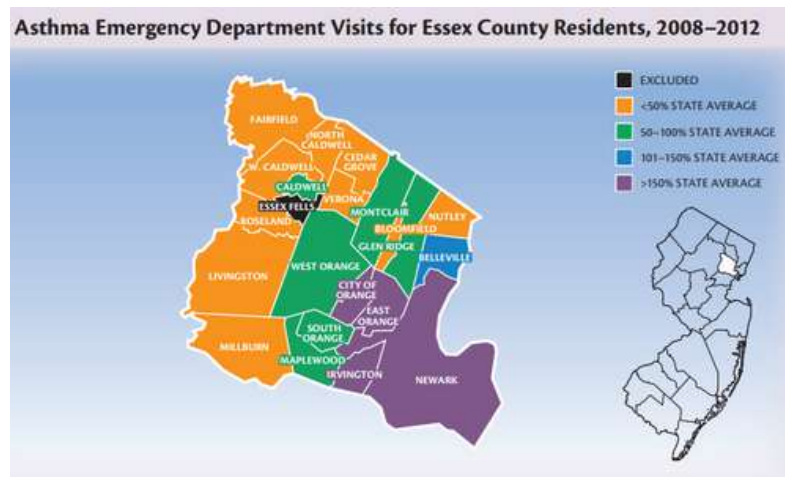 Asthma Emergency Department Visits for Essex County Residents, 2008–2012
EXCLUDED
<50% STATE AVERAGE
50–100% STATE AVERAGE
101–150% STATE AVERAGE
>150% STATE AVERAGE
FAIRFIELD
NORTH
CALDWELL
CEDAR
GROVE
W. CALDWELL
CALDWELL
ESSEX FELLS
VERONA
ROSELAND
MONTCLAIR
NUTLEY
BLOOMFIELD
GLEN RIDGE
BELLEVILLE
WEST ORANGE
LIVINGSTON
CITY OF
ORANGE
EAST
ORANGE
SOUTH
ORANGE
MILLBURN
MAPLEWOOD
IRVINGTON
NEWARK